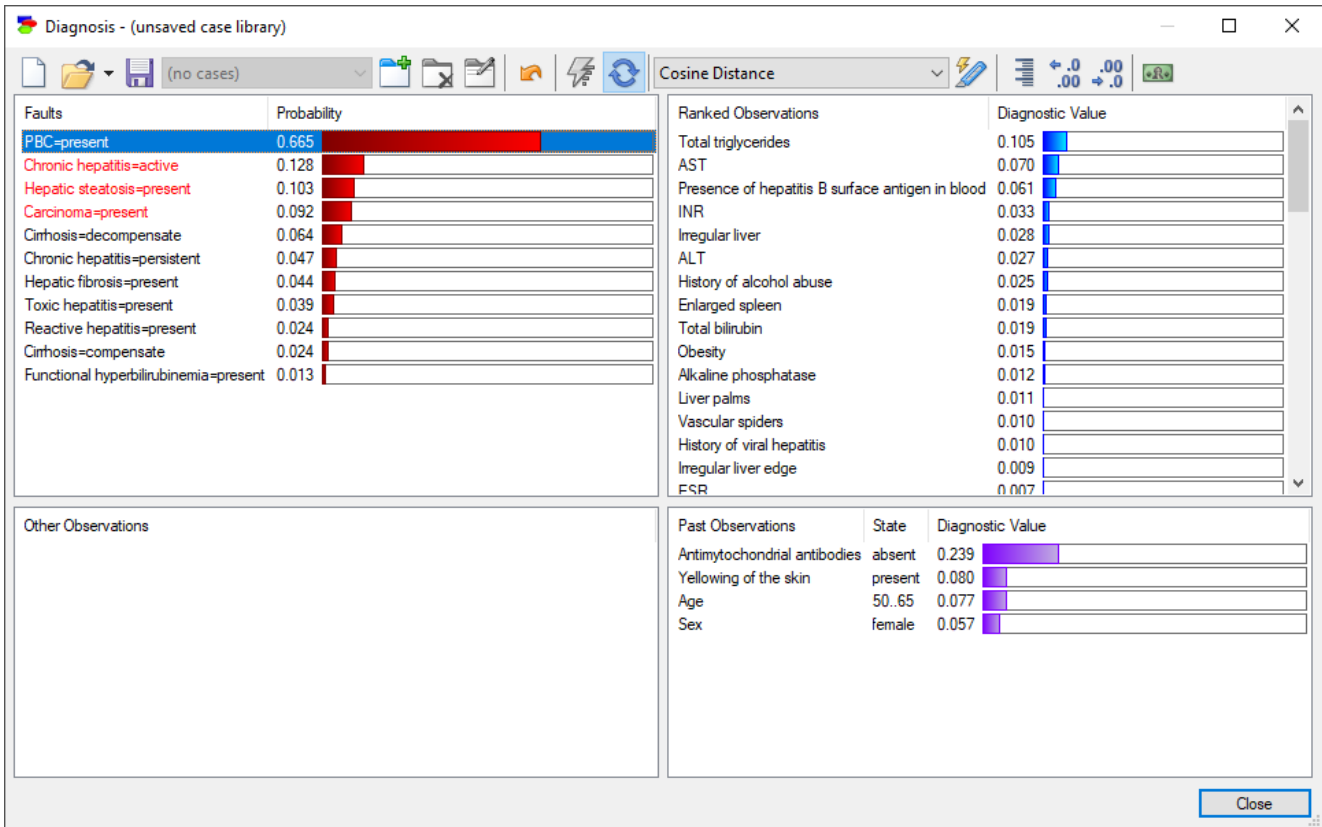 Diagnosis - (unsaved case library)
(no cases)
Cosine Distance
← .0 .00
.00 → .0
R
Faults Probability
PBC=present 0.665
Chronic hepatitis=active 0.128
Hepatic steatosis=present 0.103
Carcinoma=present 0.092
Cirrhosis=decompensate 0.064
Chronic hepatitis=persistent 0.047
Hepatic fibrosis=present 0.044
Toxic hepatitis=present 0.039
Reactive hepatitis=present 0.024
Cirrhosis=compensate 0.024
Functional hyperbilirubinemia=present 0.013
Ranked Observations Diagnostic Value
Total triglycerides 0.105
AST 0.070
Presence of hepatitis B surface antigen in blood 0.061
INR 0.033
Irregular liver 0.028
ALT 0.027
History of alcohol abuse 0.025
Enlarged spleen 0.019
Total bilirubin 0.019
Obesity 0.015
Alkaline phosphatase 0.012
Liver palms 0.011
Vascular spiders 0.010
History of viral hepatitis 0.010
Irregular liver edge 0.009
ESR 0.007
Other Observations
Past Observations State Diagnostic Value
Antimytochondrial antibodies absent 0.239
Yellowing of the skin present 0.080
Age 50..65 0.077
Sex female 0.057
Close